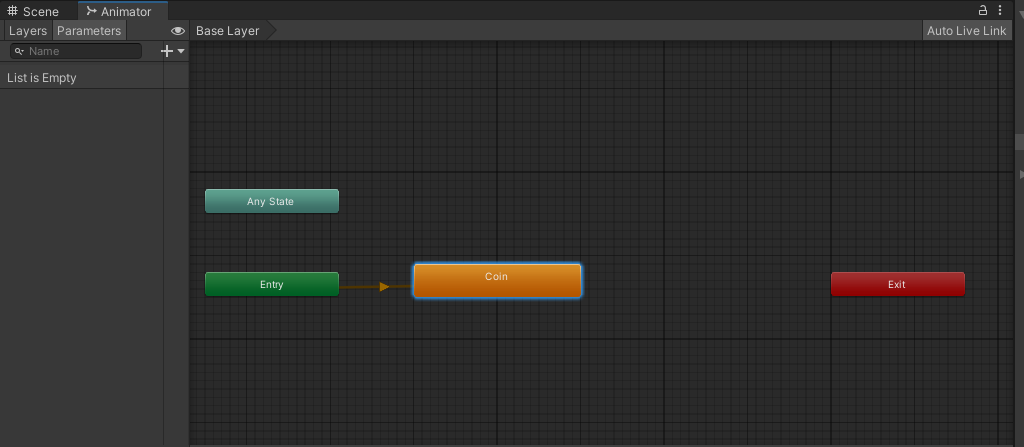 Scene Animator
Layers Parameters Base Layer Auto Live Link
Name
List is Empty
Any State
Coin
Entry Exit